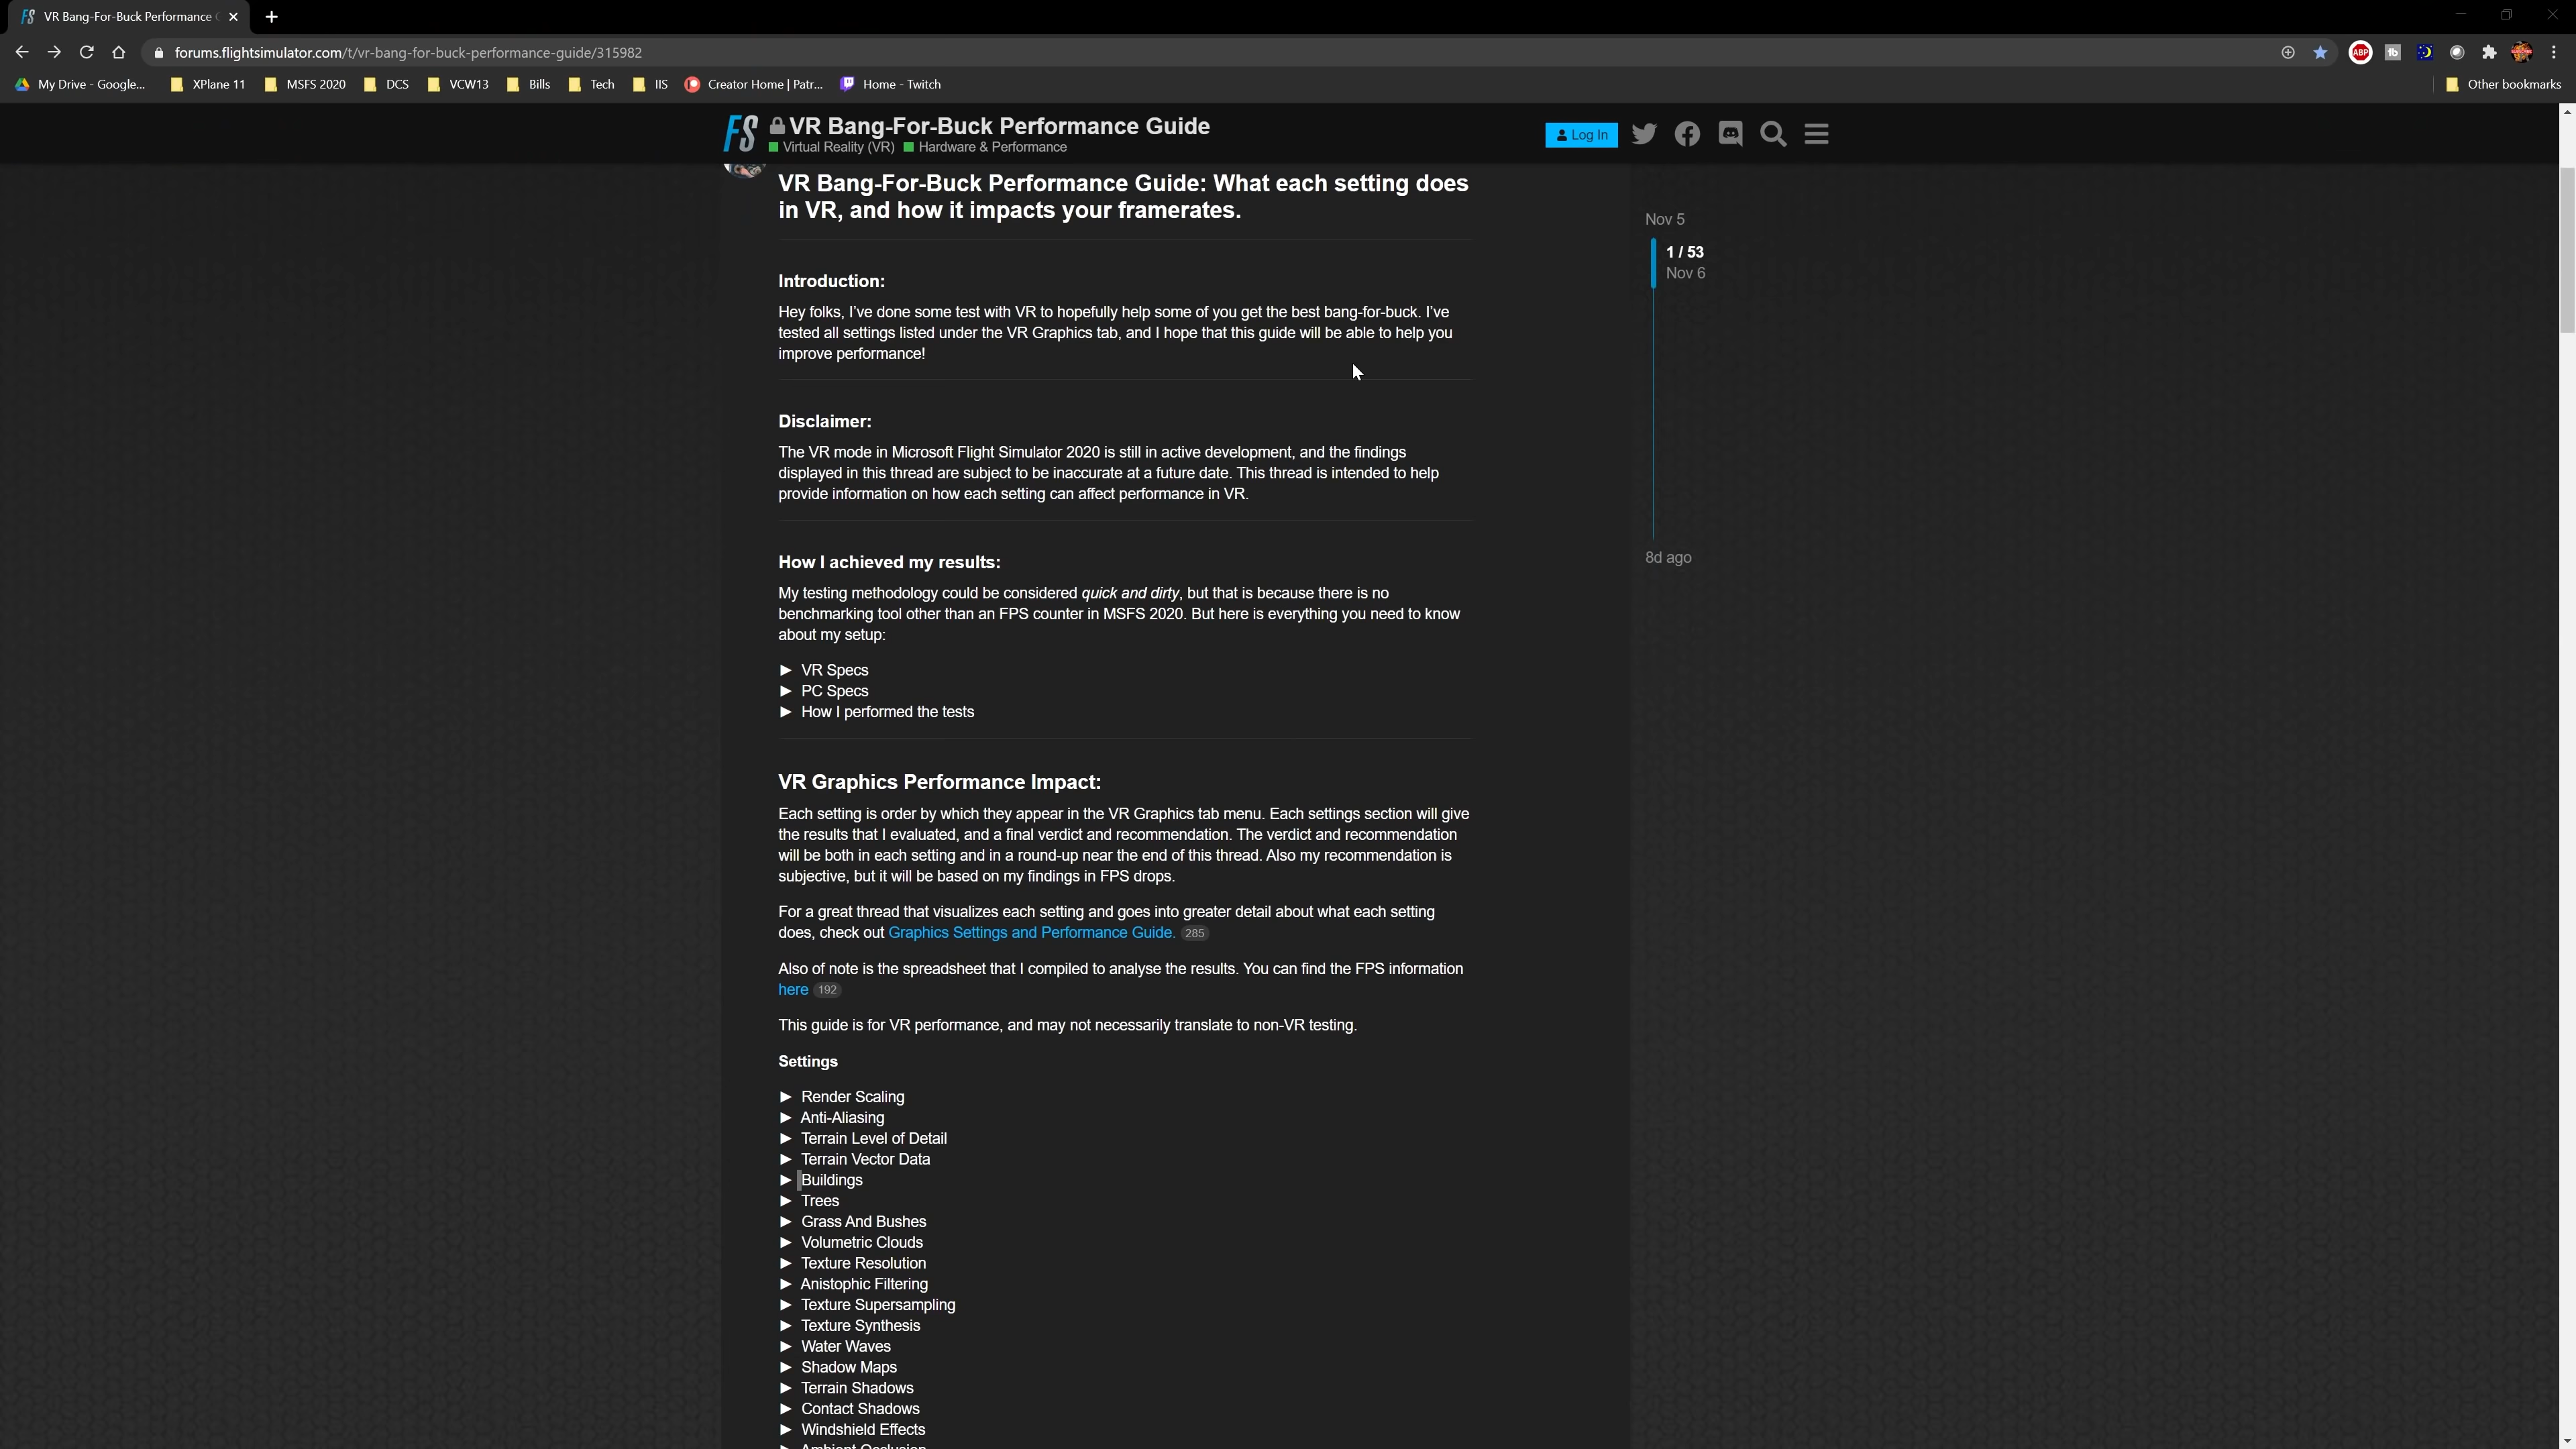 VR Bang-For-Buck Performance
forums.flightsimulator.com/t/vr-bang-for-buck-performance-guide/315982
ABP
tb
My Drive - Google...
XPlane 11
MSFS 2020
DCS
VCW13
Bills
Tech
IIS
Creator Home | Patr...
Home - Twitch
Other bookmarks
FS
VR Bang-For-Buck Performance Guide
Virtual Reality (VR) Hardware & Performance
Log In
VR Bang-For-Buck Performance Guide: What each setting does
in VR, and how it impacts your framerates.
Nov 5
1 / 53
Nov 6
8d ago
Introduction:
Hey folks, I've done some test with VR to hopefully help some of you get the best bang-for-buck. I've
tested all settings listed under the VR Graphics tab, and I hope that this guide will be able to help you
improve performance!
Disclaimer:
The VR mode in Microsoft Flight Simulator 2020 is still in active development, and the findings
displayed in this thread are subject to be inaccurate at a future date. This thread is intended to help
provide information on how each setting can affect performance in VR.
How I achieved my results:
My testing methodology could be considered quick and dirty, but that is because there is no
benchmarking tool other than an FPS counter in MSFS 2020. But here is everything you need to know
about my setup:
VR Specs
PC Specs
How I performed the tests
VR Graphics Performance Impact:
Each setting is order by which they appear in the VR Graphics tab menu. Each settings section will give
the results that I evaluated, and a final verdict and recommendation. The verdict and recommendation
will be both in each setting and in a round-up near the end of this thread. Also my recommendation is
subjective, but it will be based on my findings in FPS drops.
For a great thread that visualizes each setting and goes into greater detail about what each setting
does, check out Graphics Settings and Performance Guide. 285
Also of note is the spreadsheet that I compiled to analyse the results. You can find the FPS information
here 192
This guide is for VR performance, and may not necessarily translate to non-VR testing.
Settings
Render Scaling
Anti-Aliasing
Terrain Level of Detail
Terrain Vector Data
Buildings
Trees
Grass And Bushes
Volumetric Clouds
Texture Resolution
Anistophic Filtering
Texture Supersampling
Texture Synthesis
Water Waves
Shadow Maps
Terrain Shadows
Contact Shadows
Windshield Effects